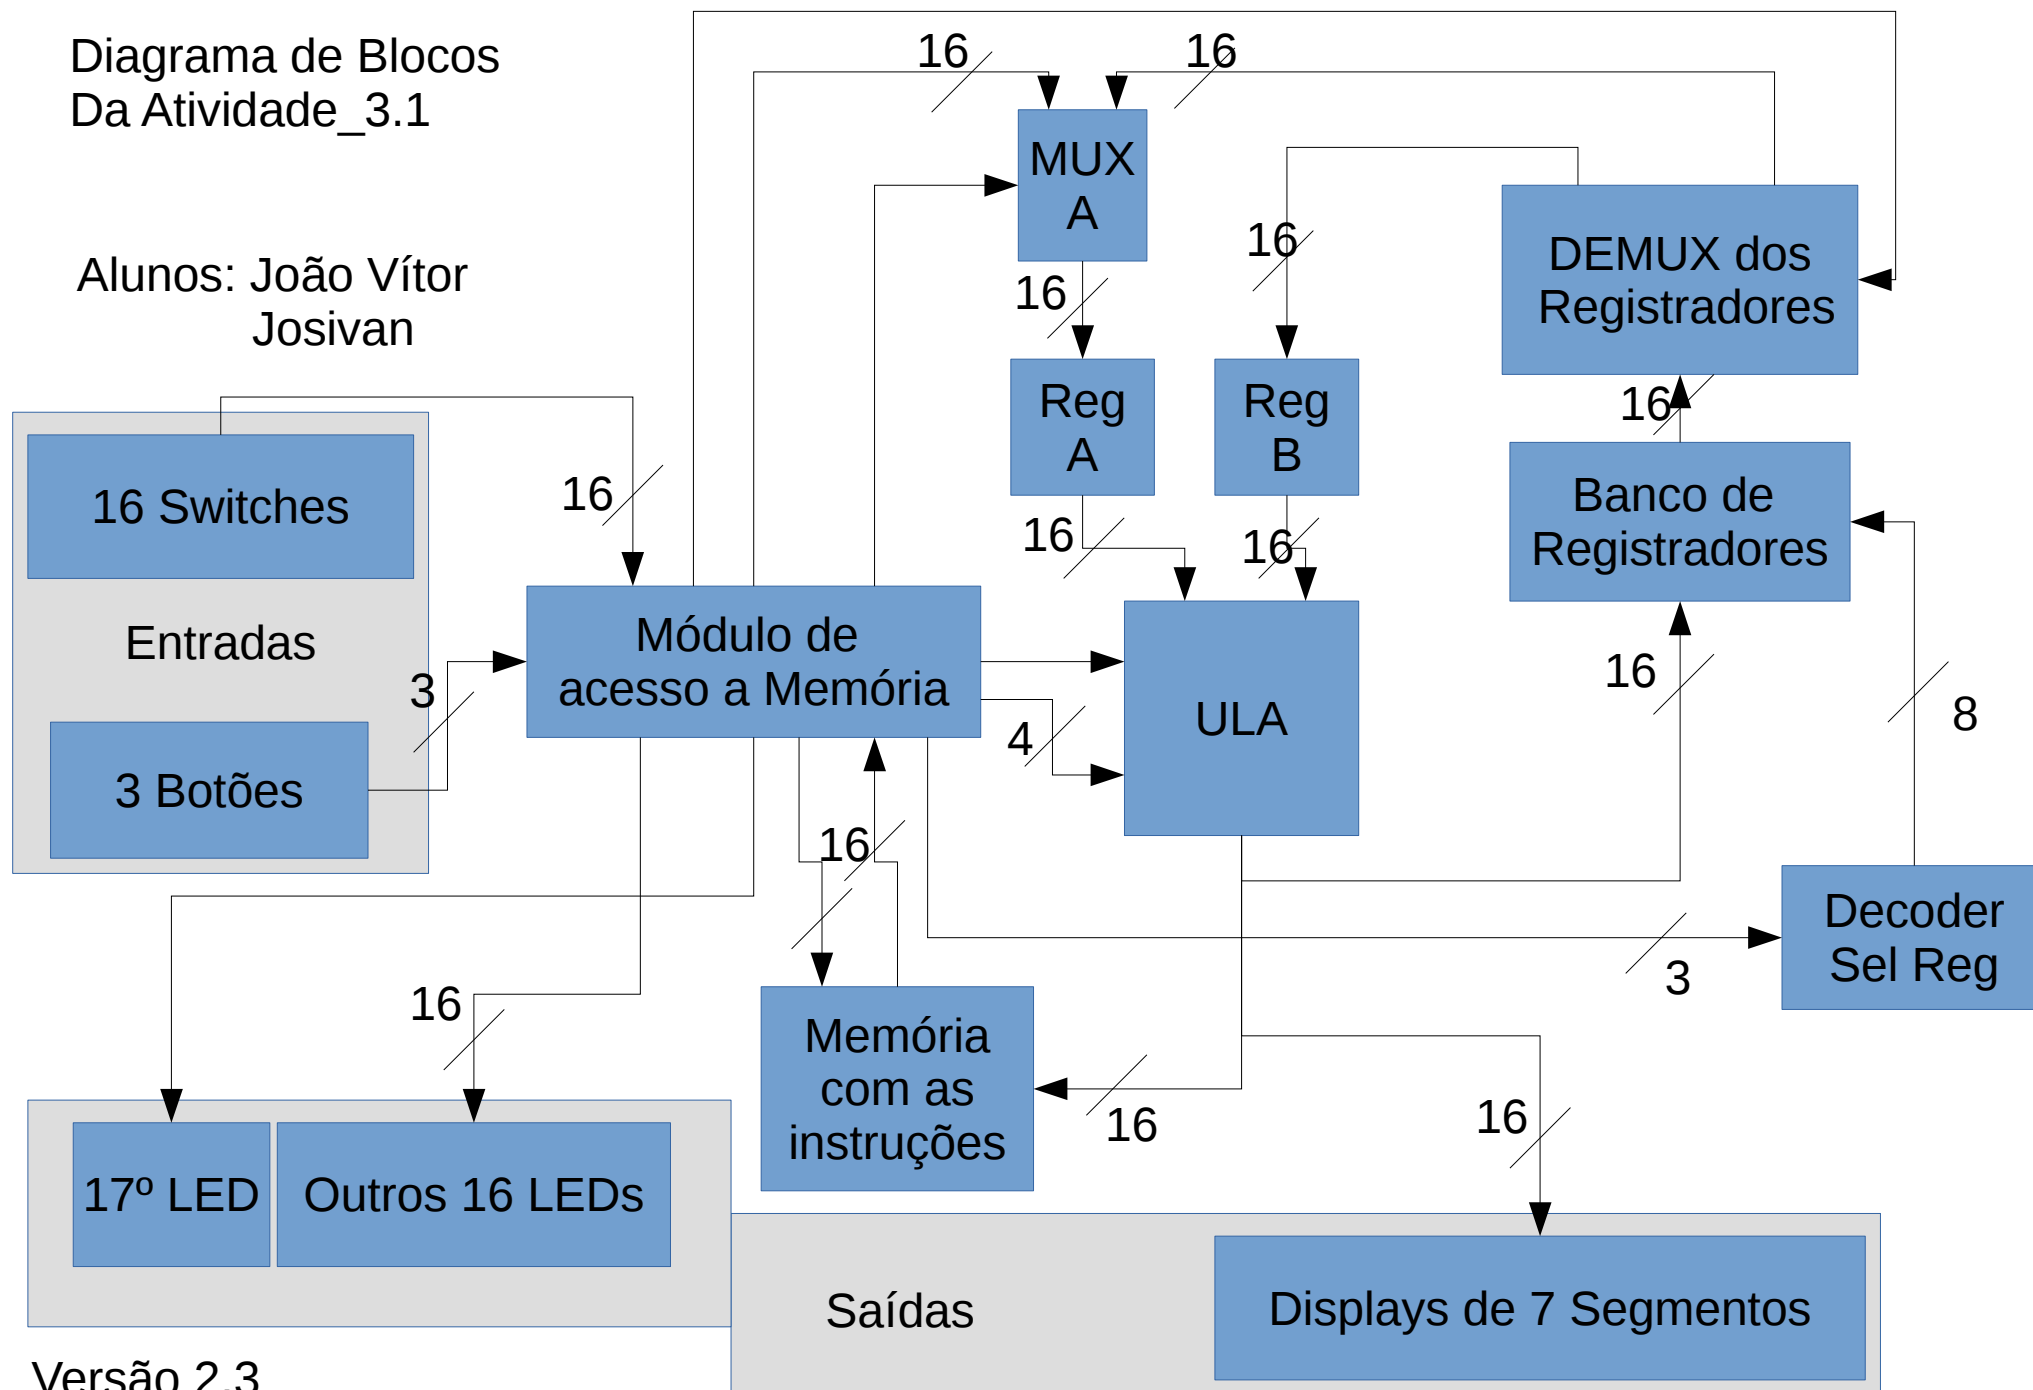 Diagrama de Blocos
Da Atividade_3.1
16
16
MUX
A
Alunos: João Vítor
Josivan
16
16
DEMUX dos
Registradores
16
Reg
A
Reg
B
16
16 Switches
16
16
16
Banco de
Registradores
Entradas
3
Módulo de
acesso a Memória
4
ULA
16
8
3 Botões
16
Decoder
Sel Reg
3
16
Memória
com as
instruções
16
16
17º LED
Outros 16 LEDs
Saídas
Displays de 7 Segmentos
Versão 2.3